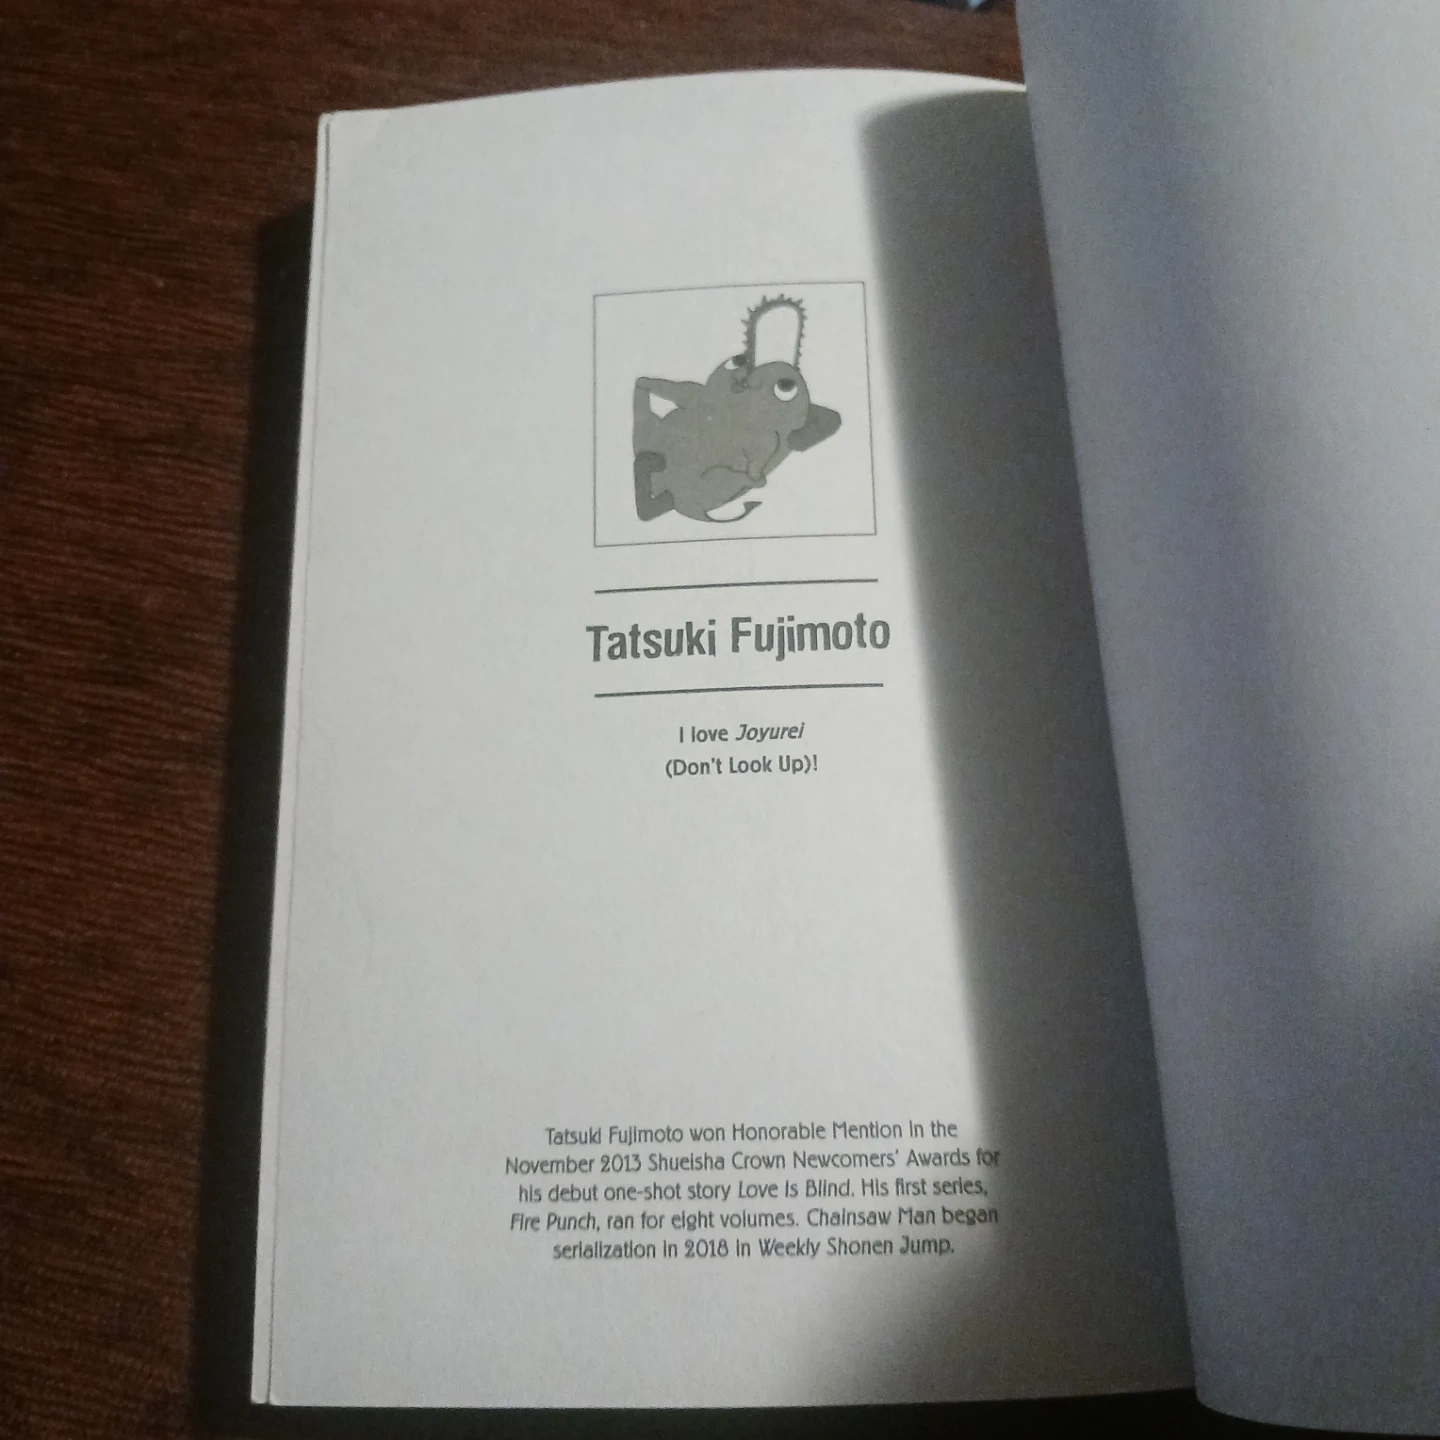 Tatsuki Fujimoto
I love Joyurei
(Don't Look Up)!
Tatsuki Fujimoto won Honorable Mention in the
November 2013 Shueisha Crown Newcomers' Awards for
his debut one-shot story Love Is Blind. His first series,
Fire Punch, ran for eight volumes. Chainsaw Man began
serialization in 2018 in Weekly Shonen Jump.